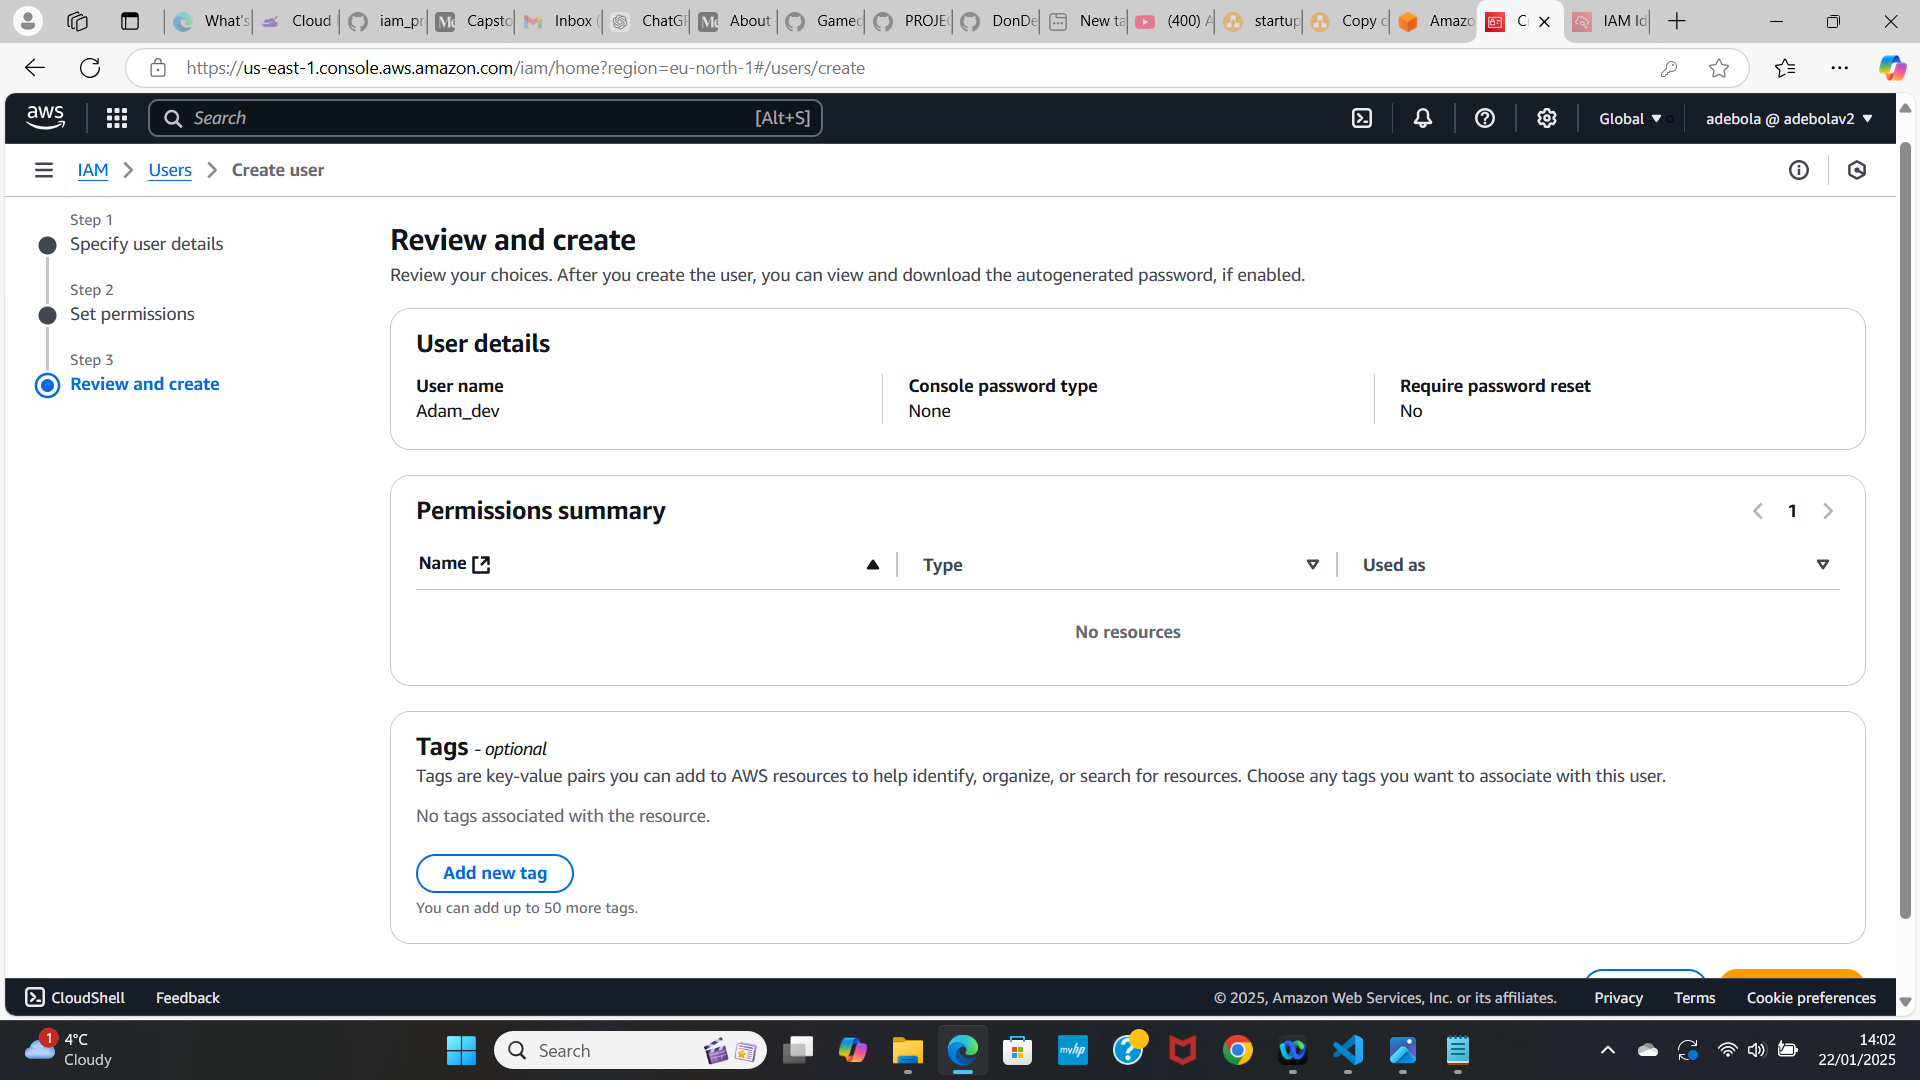 What's
Cloud
iam_pr
Capsto
Inbox (
ChatGP
About
Gamec
PROJEC
DonDe
New ta
(400) A
startup
Copy c
Amazo
C
IAM Id
https://us-east-1.console.aws.amazon.com/iam/home?region=eu-north-1#/users/create
aws
Search
[Alt+S]
Global
adebola @ adebolav2
IAM
Users
Create user
Step 1
Specify user details
Step 2
Set permissions
Step 3
Review and create
Review and create
Review your choices. After you create the user, you can view and download the autogenerated password, if enabled.
User details
User name
Adam_dev
Console password type
None
Require password reset
No
Permissions summary
1
Name
Type
Used as
No resources
Tags - optional
Tags are key-value pairs you can add to AWS resources to help identify, organize, or search for resources. Choose any tags you want to associate with this user.
No tags associated with the resource.
Add new tag
You can add up to 50 more tags.
CloudShell
Feedback
© 2025, Amazon Web Services, Inc. or its affiliates.
Privacy
Terms
Cookie preferences
1
4°C
Cloudy
Search
myhp
14:02
22/01/2025